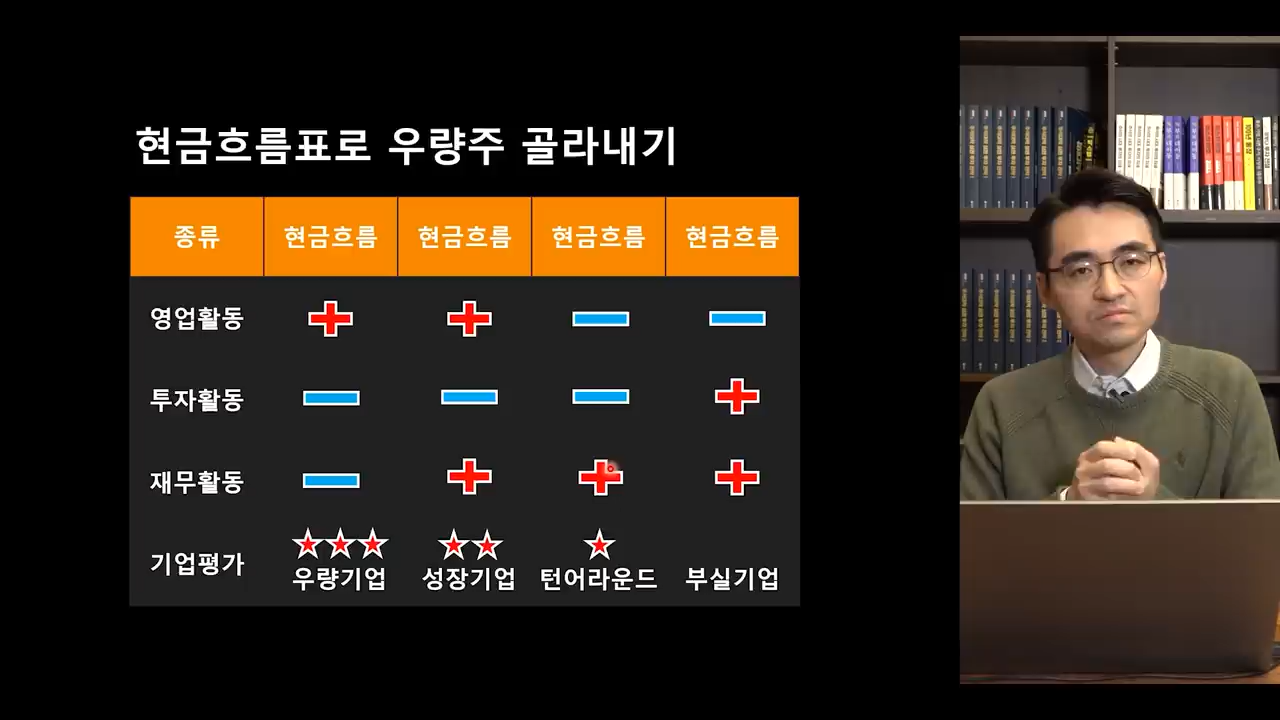 현금흐름표로 우량주 골라내기
종류 현금흐름 현금흐름 현금흐름 현금흐름
영업활동
투자활동
재무활동
기업평가
우량기업 성장기업 턴어라운드 부실기업